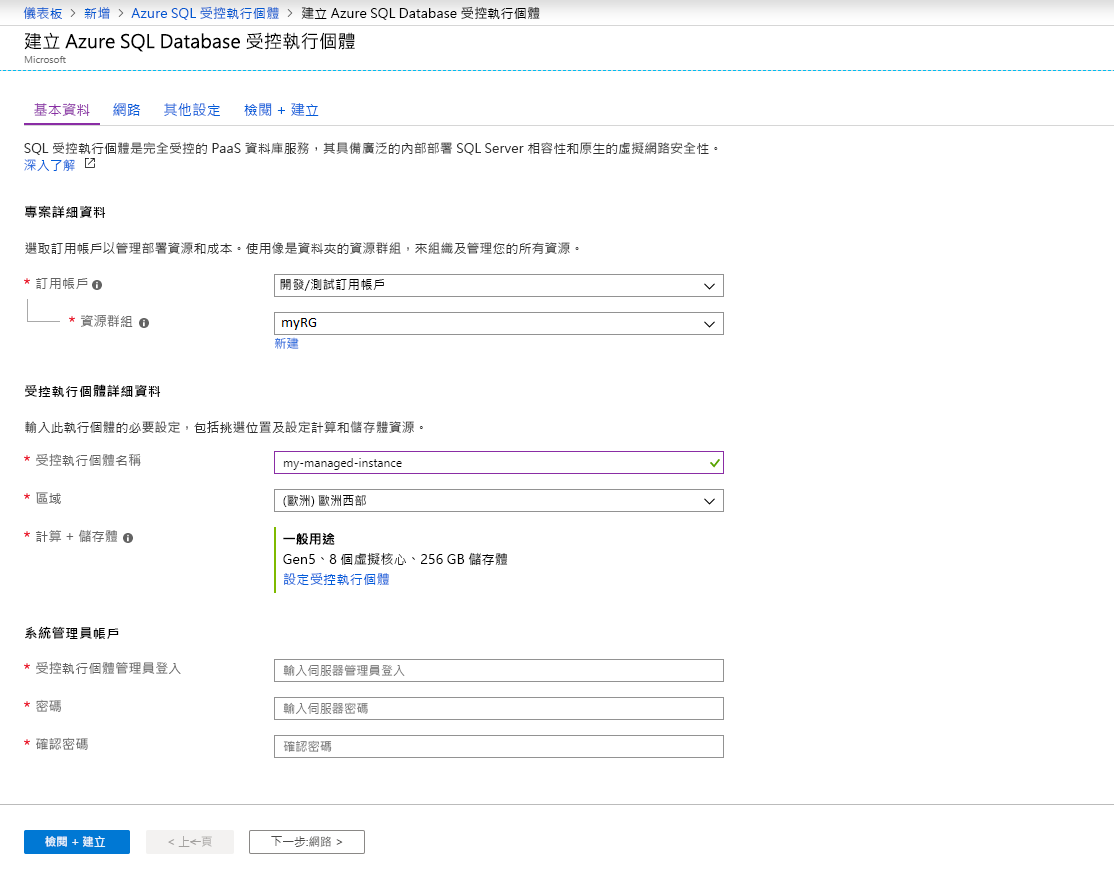 儀表板 > 新增 > Azure SQL 受控執行個體 > 建立 Azure SQL Database 受控執行個體
建立 Azure SQL Database 受控執行個體
Microsoft
基本資料 網路 其他設定 檢閱 + 建立
SQL 受控執行個體是完全受控的 PaaS 資料庫服務，其具備廣泛的內部部署 SQL Server 相容性和原生的虛擬網路安全性。
深入了解
專案詳細資料
選取訂用帳戶以管理部署資源和成本。使用像是資料夾的資源群組，來組織及管理您的所有資源。
* 訂用帳戶 開發/測試訂用帳戶
* 資源群組 myRG
新建
受控執行個體詳細資料
輸入此執行個體的必要設定，包括挑選位置及設定計算和儲存體資源。
* 受控執行個體名稱 my-managed-instance
* 區域 (歐洲) 歐洲西部
* 計算 + 儲存體 一般用途
Gen5、8 個虛擬核心、256 GB 儲存體
設定受控執行個體
系統管理員帳戶
* 受控執行個體管理員登入 輸入伺服器管理員登入
* 密碼 輸入伺服器密碼
* 確認密碼 確認密碼
檢閱 + 建立 < 上一頁 下一步:網路 >